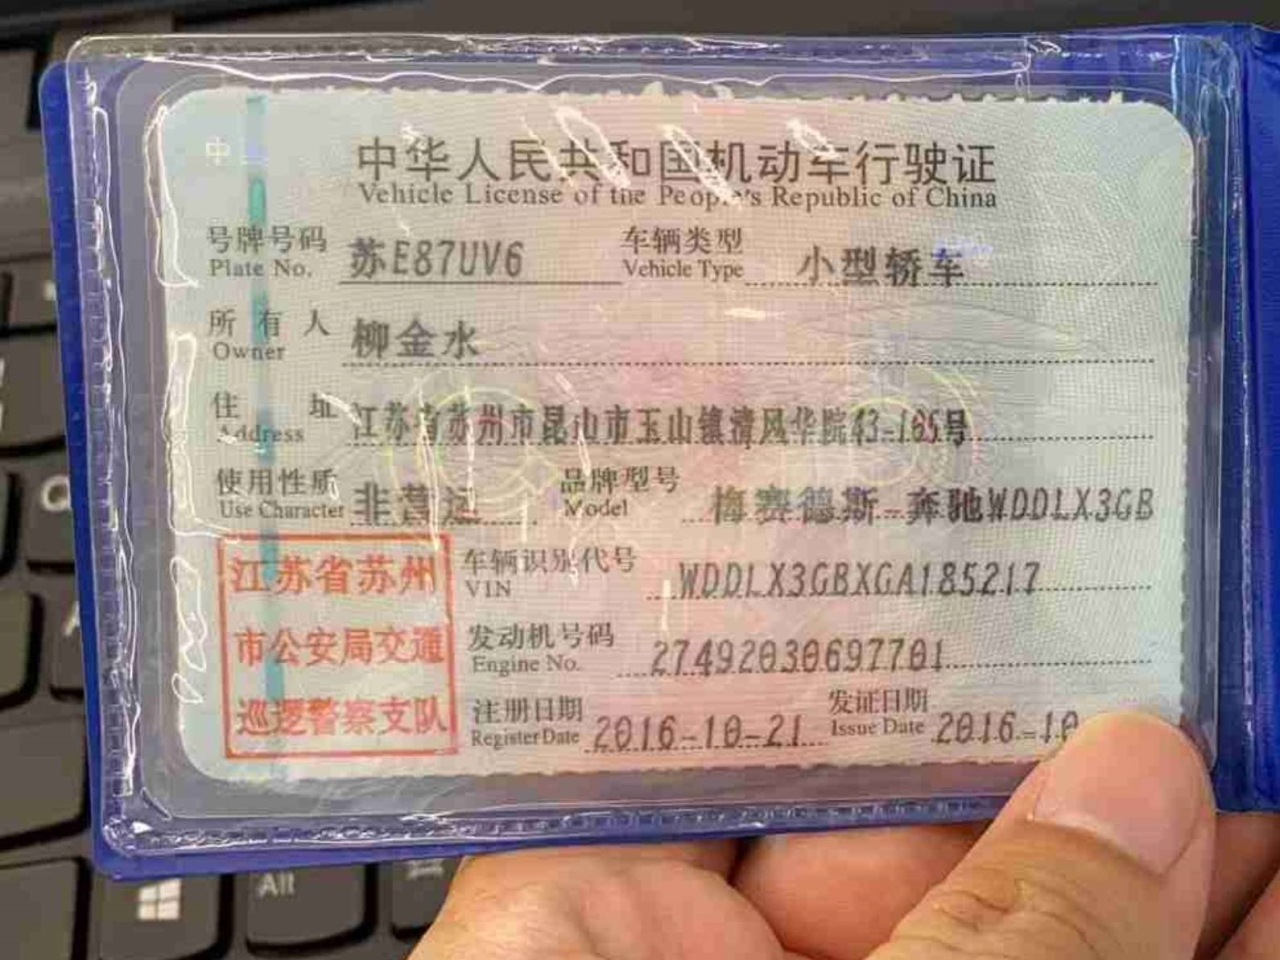 中华人民共和国机动车行驶证
Vehicle License of the People's Republic of China
号牌号码 苏E87UV6 车辆类型 小型轿车
Plate No. Vehicle Type
所有人 柳金水
Owner
住址 江苏省苏州市昆山市玉山镇清风华院43-165号
Address
使用性质 非营运 品牌型号 梅赛德斯-奔驰WDDLX3GB
Use Character Model
江苏省苏州
市公安局交通
巡逻警察支队
车辆识别代号 WDDLX3GBXGA185217
VIN
发动机号码 27492030697701
Engine No.
注册日期 2016-10-21 发证日期 2016-10
Register Date Issue Date
Alt